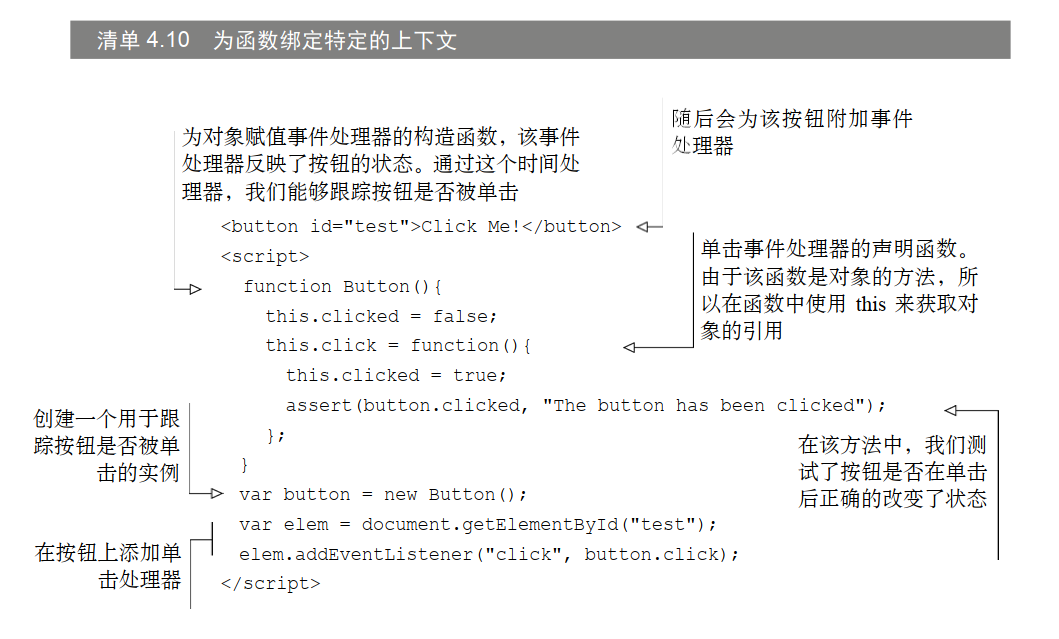 清单 4.10 为函数绑定特定的上下文
随后会为该按钮附加事件
处理器
为对象赋值事件处理器的构造函数，该事件
处理器反映了按钮的状态。通过这个时间处
理器，我们能够跟踪按钮是否被单击
<button id="test">Click Me!</button>
<script>
function Button(){
this.clicked = false;
this.click = function(){
this.clicked = true;
assert(button.clicked, "The button has been clicked");
};
}
var button = new Button();
var elem = document.getElementById("test");
elem.addEventListener("click", button.click);
</script>
单击事件处理器的声明函数。
由于该函数是对象的方法，所
以在函数中使用 this 来获取对
象的引用
创建一个用于跟
踪按钮是否被单
击的实例
在该方法中，我们测
试了按钮是否在单击
后正确的改变了状态
在按钮上添加单
击处理器